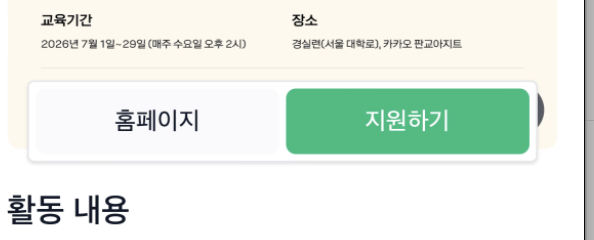 교육기간
장소
2026년 7월 1일~29일 (매주 수요일 오후 2시)
경실련(서울 대학로), 카카오 판교아지트
홈페이지
지원하기
활동 내용